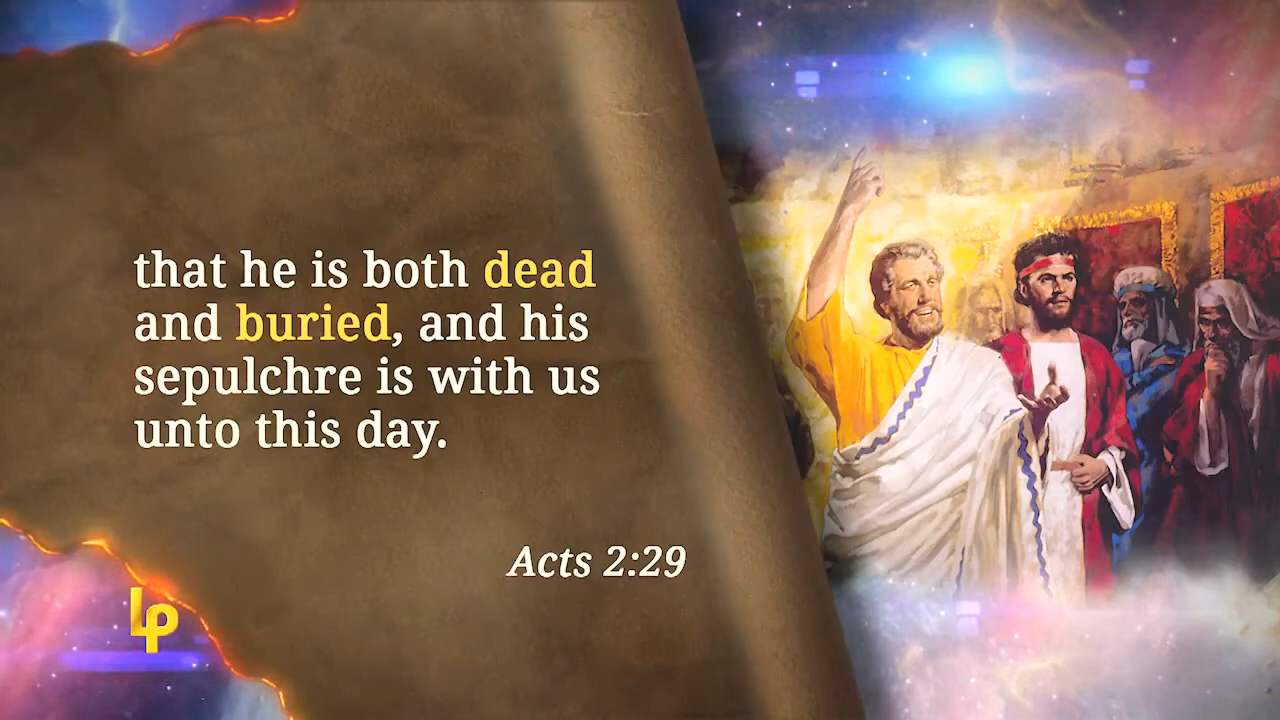 that he is both dead
and buried, and his
sepulchre is with us
unto this day.
Acts 2:29
LP